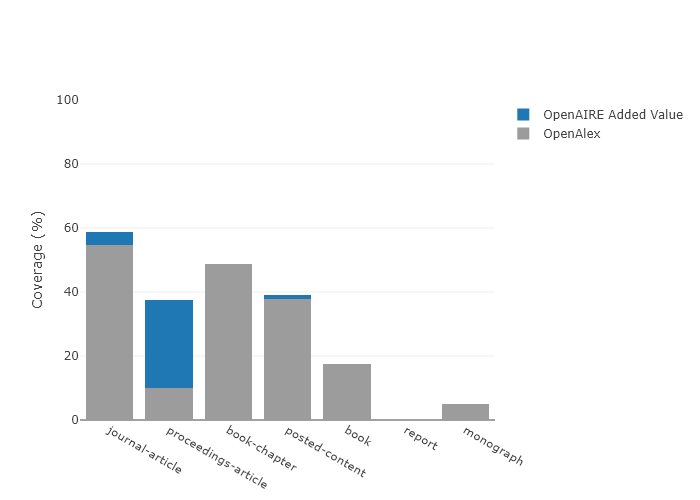 100
80
60
40
20
0
Coverage (%)
journal-article
proceedings-article
book-chapter
posted-content
book
report
monograph
OpenAIRE Added Value
OpenAlex